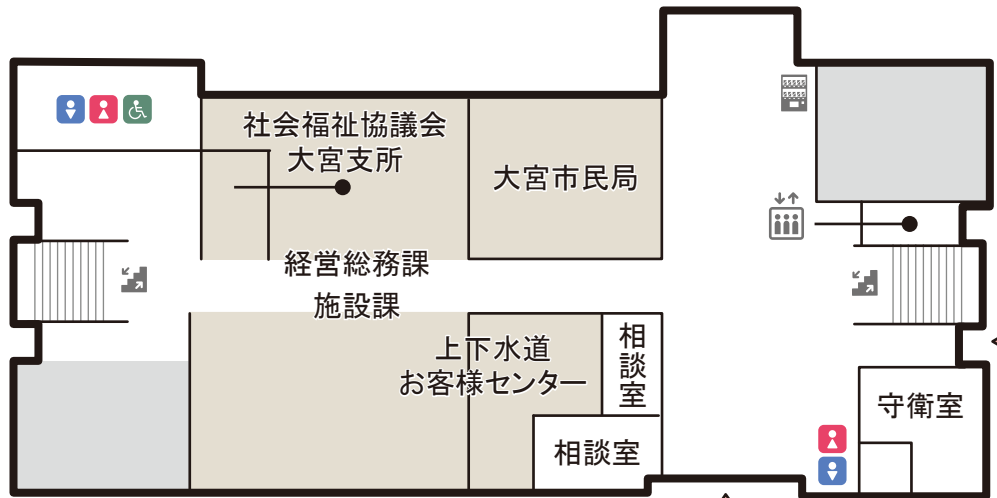 社会福祉協議会
大宮支所
大宮市民局
経営総務課
施設課
上下水道
お客様センター
相談室
相談室
守衛室